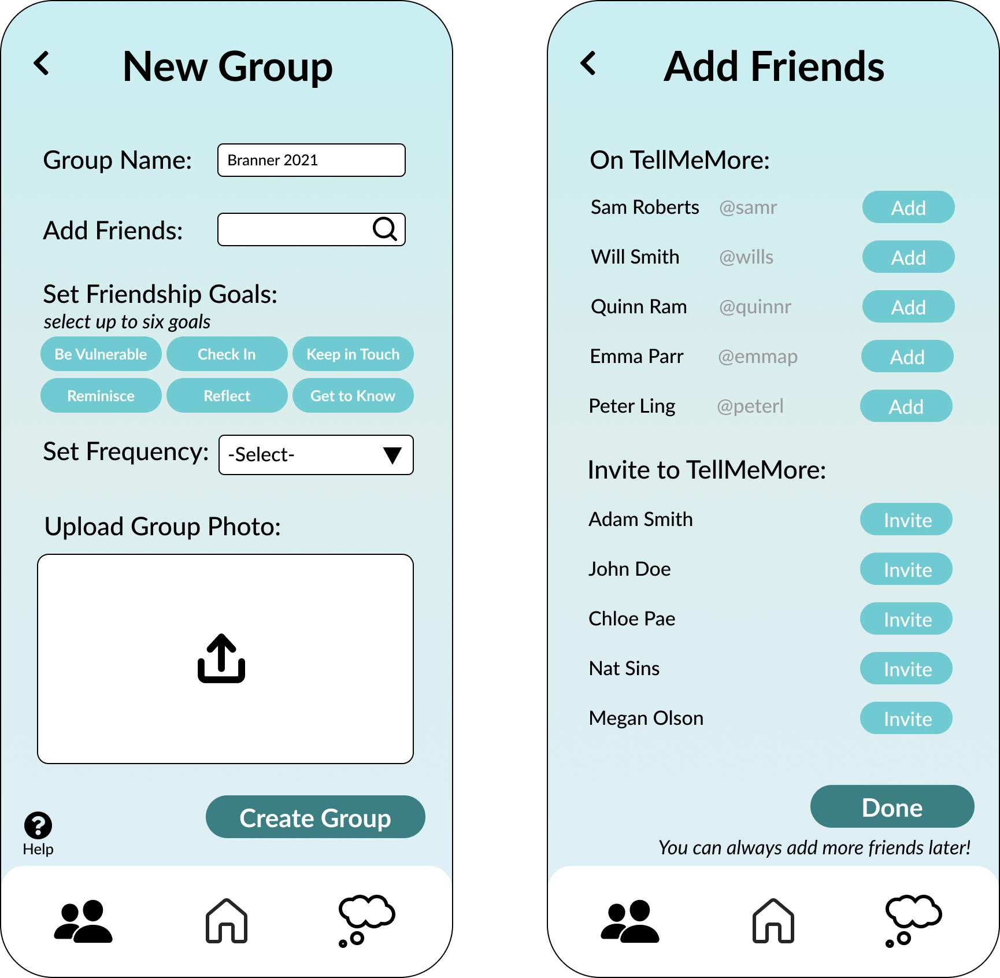 New Group
Group Name:
Branner 2021
Add Friends:
Set Friendship Goals:
select up to six goals
Be Vulnerable
Check In
Keep in Touch
Reminisce
Reflect
Get to Know
Set Frequency:
-Select-
Upload Group Photo:
Create Group
Help
Add Friends
On TellMeMore:
Sam Roberts @samr Add
Will Smith @wills Add
Quinn Ram @quinnr Add
Emma Parr @emmap Add
Peter Ling @peterl Add
Invite to TellMeMore:
Adam Smith Invite
John Doe Invite
Chloe Pae Invite
Nat Sins Invite
Megan Olson Invite
Done
You can always add more friends later!